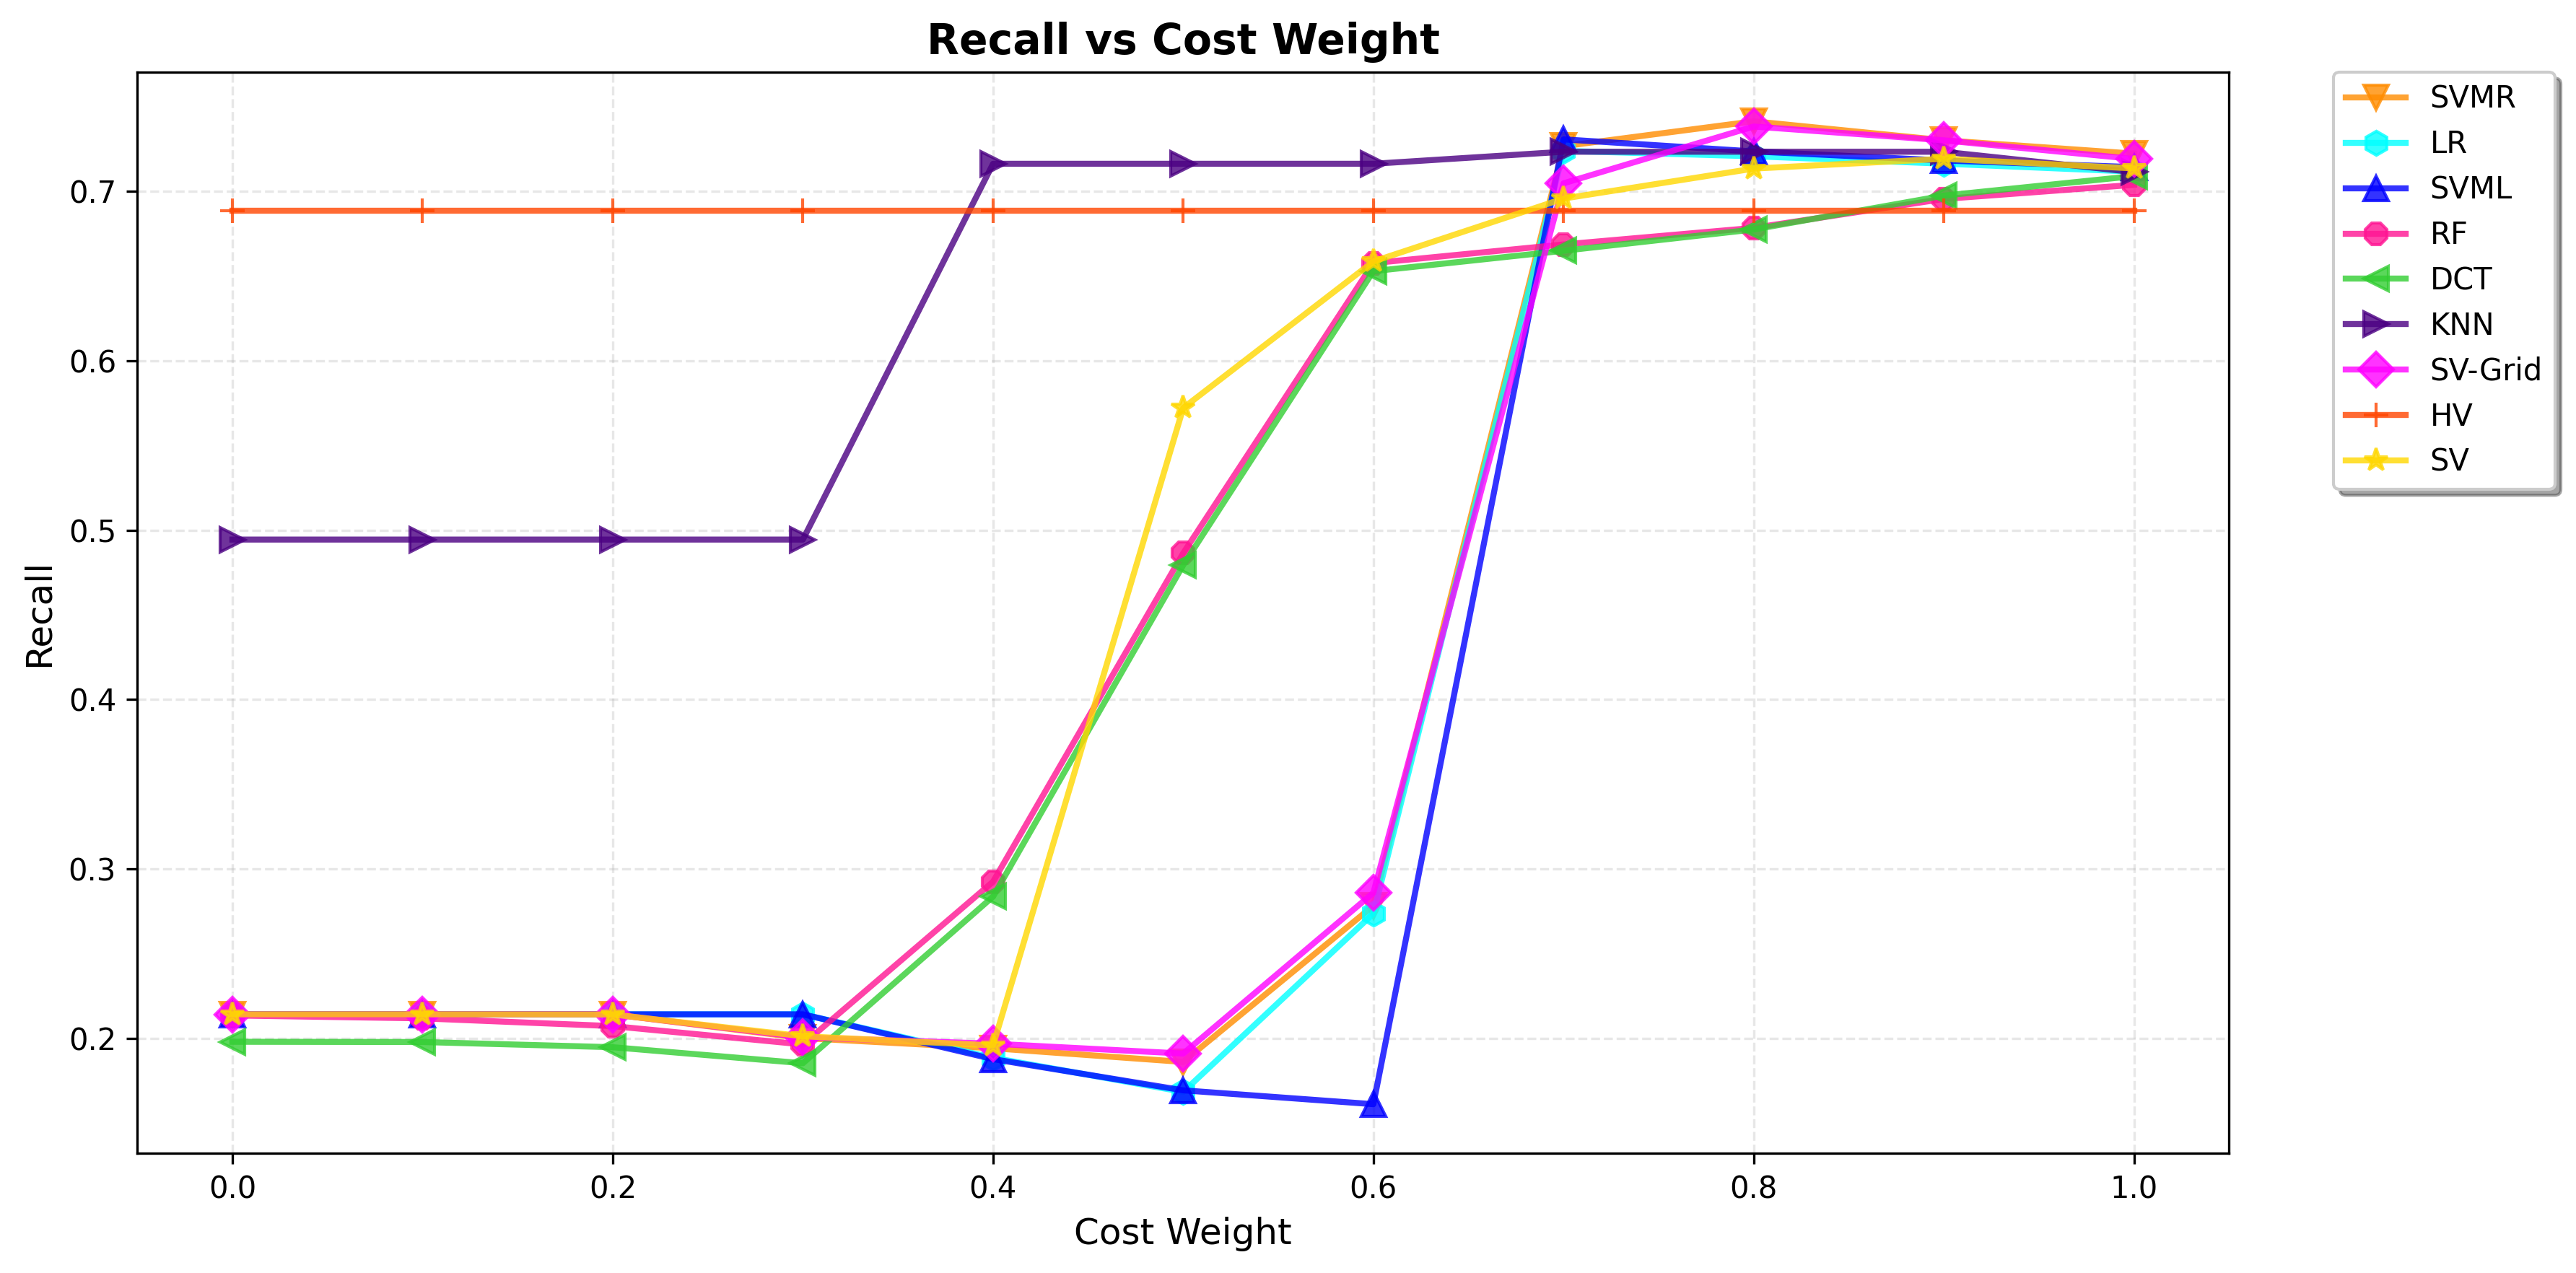 Recall vs Cost Weight
Recall
0.7
0.6
0.5
0.4
0.3
0.2
0.0 0.2 0.4 0.6 0.8 1.0
Cost Weight
SVMR
LR
SVML
RF
DCT
KNN
SV-Grid
HV
SV